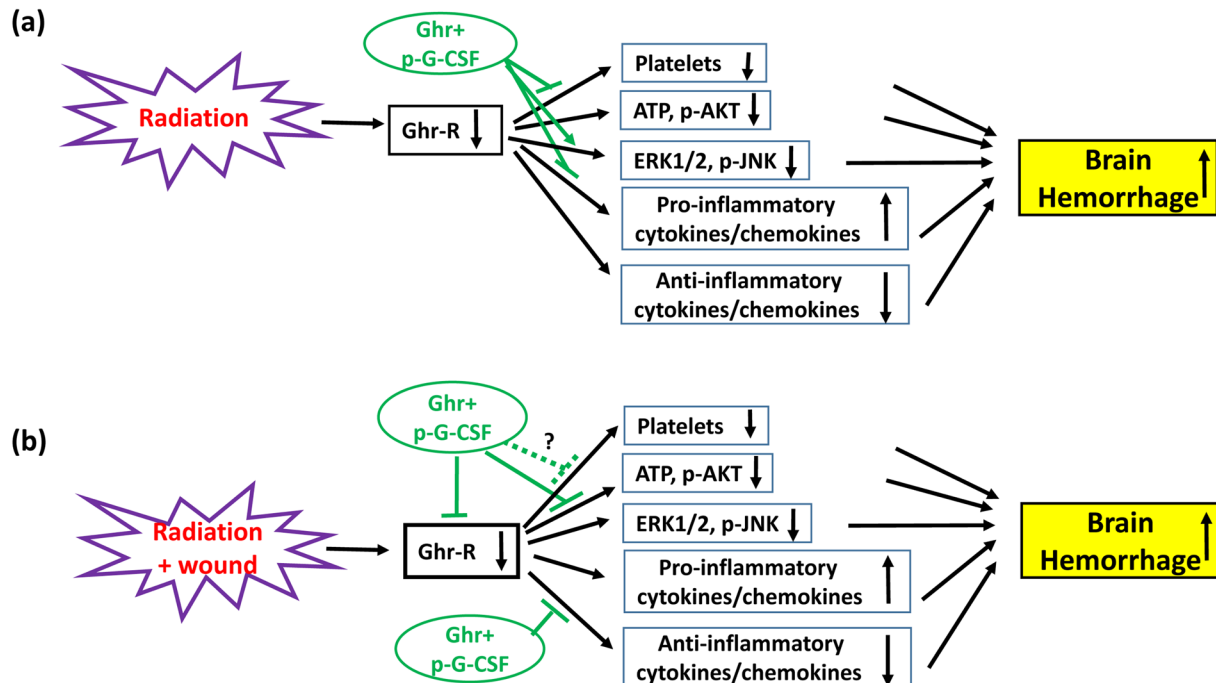 (a)
Ghr+
p-G-CSF
Radiation
Ghr-R
Platelets
ATP, p-AKT
ERK1/2, p-JNK
Pro-inflammatory
cytokines/chemokines
Anti-inflammatory
cytokines/chemokines
Brain
Hemorrhage
(b)
Ghr+
p-G-CSF
?
Radiation
+ wound
Ghr-R
Ghr+
p-G-CSF
Platelets
ATP, p-AKT
ERK1/2, p-JNK
Pro-inflammatory
cytokines/chemokines
Anti-inflammatory
cytokines/chemokines
Brain
Hemorrhage